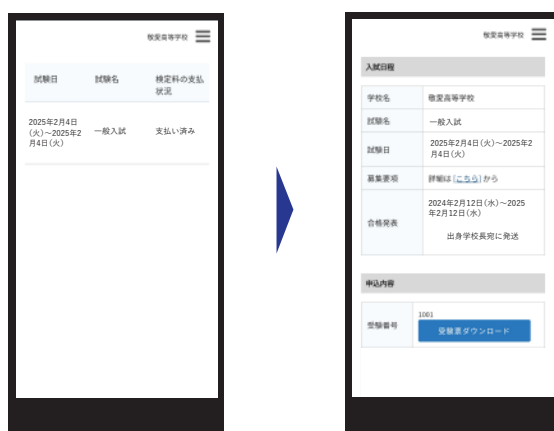 敬愛高等学校
試験日 試験名 検定料の支払
状況
2025年2月4日
(火)～2025年2
月4日(火)
一般入試 支払い済み
敬愛高等学校
入試日程
学校名 敬愛高等学校
試験名 一般入試
試験日 2025年2月4日(火)～2025年2
月4日(火)
募集要項 詳細は [こちら] から
合格発表 2024年2月12日(水)～2025
年2月12日(水)
出身学校長宛に発送
申込内容
受験番号 1001
受験票ダウンロード